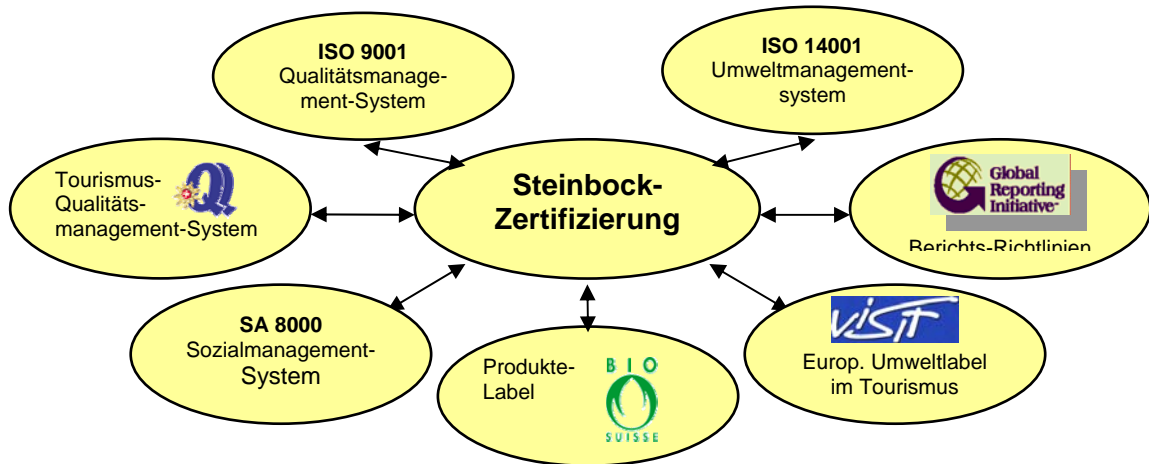 ISO 9001
Qualitätsmanage-
ment-System
ISO 14001
Umweltmanagement-
system
Tourismus-
Qualitäts-
management-System
Q
Steinbock-
Zertifizierung
Global
Reporting
Initiative™
Berichts-Richtlinien
SA 8000
Sozialmanagement-
System
Produkte-
Label
BIO
SUISSE
VISIT
Europ. Umweltlabel
im Tourismus